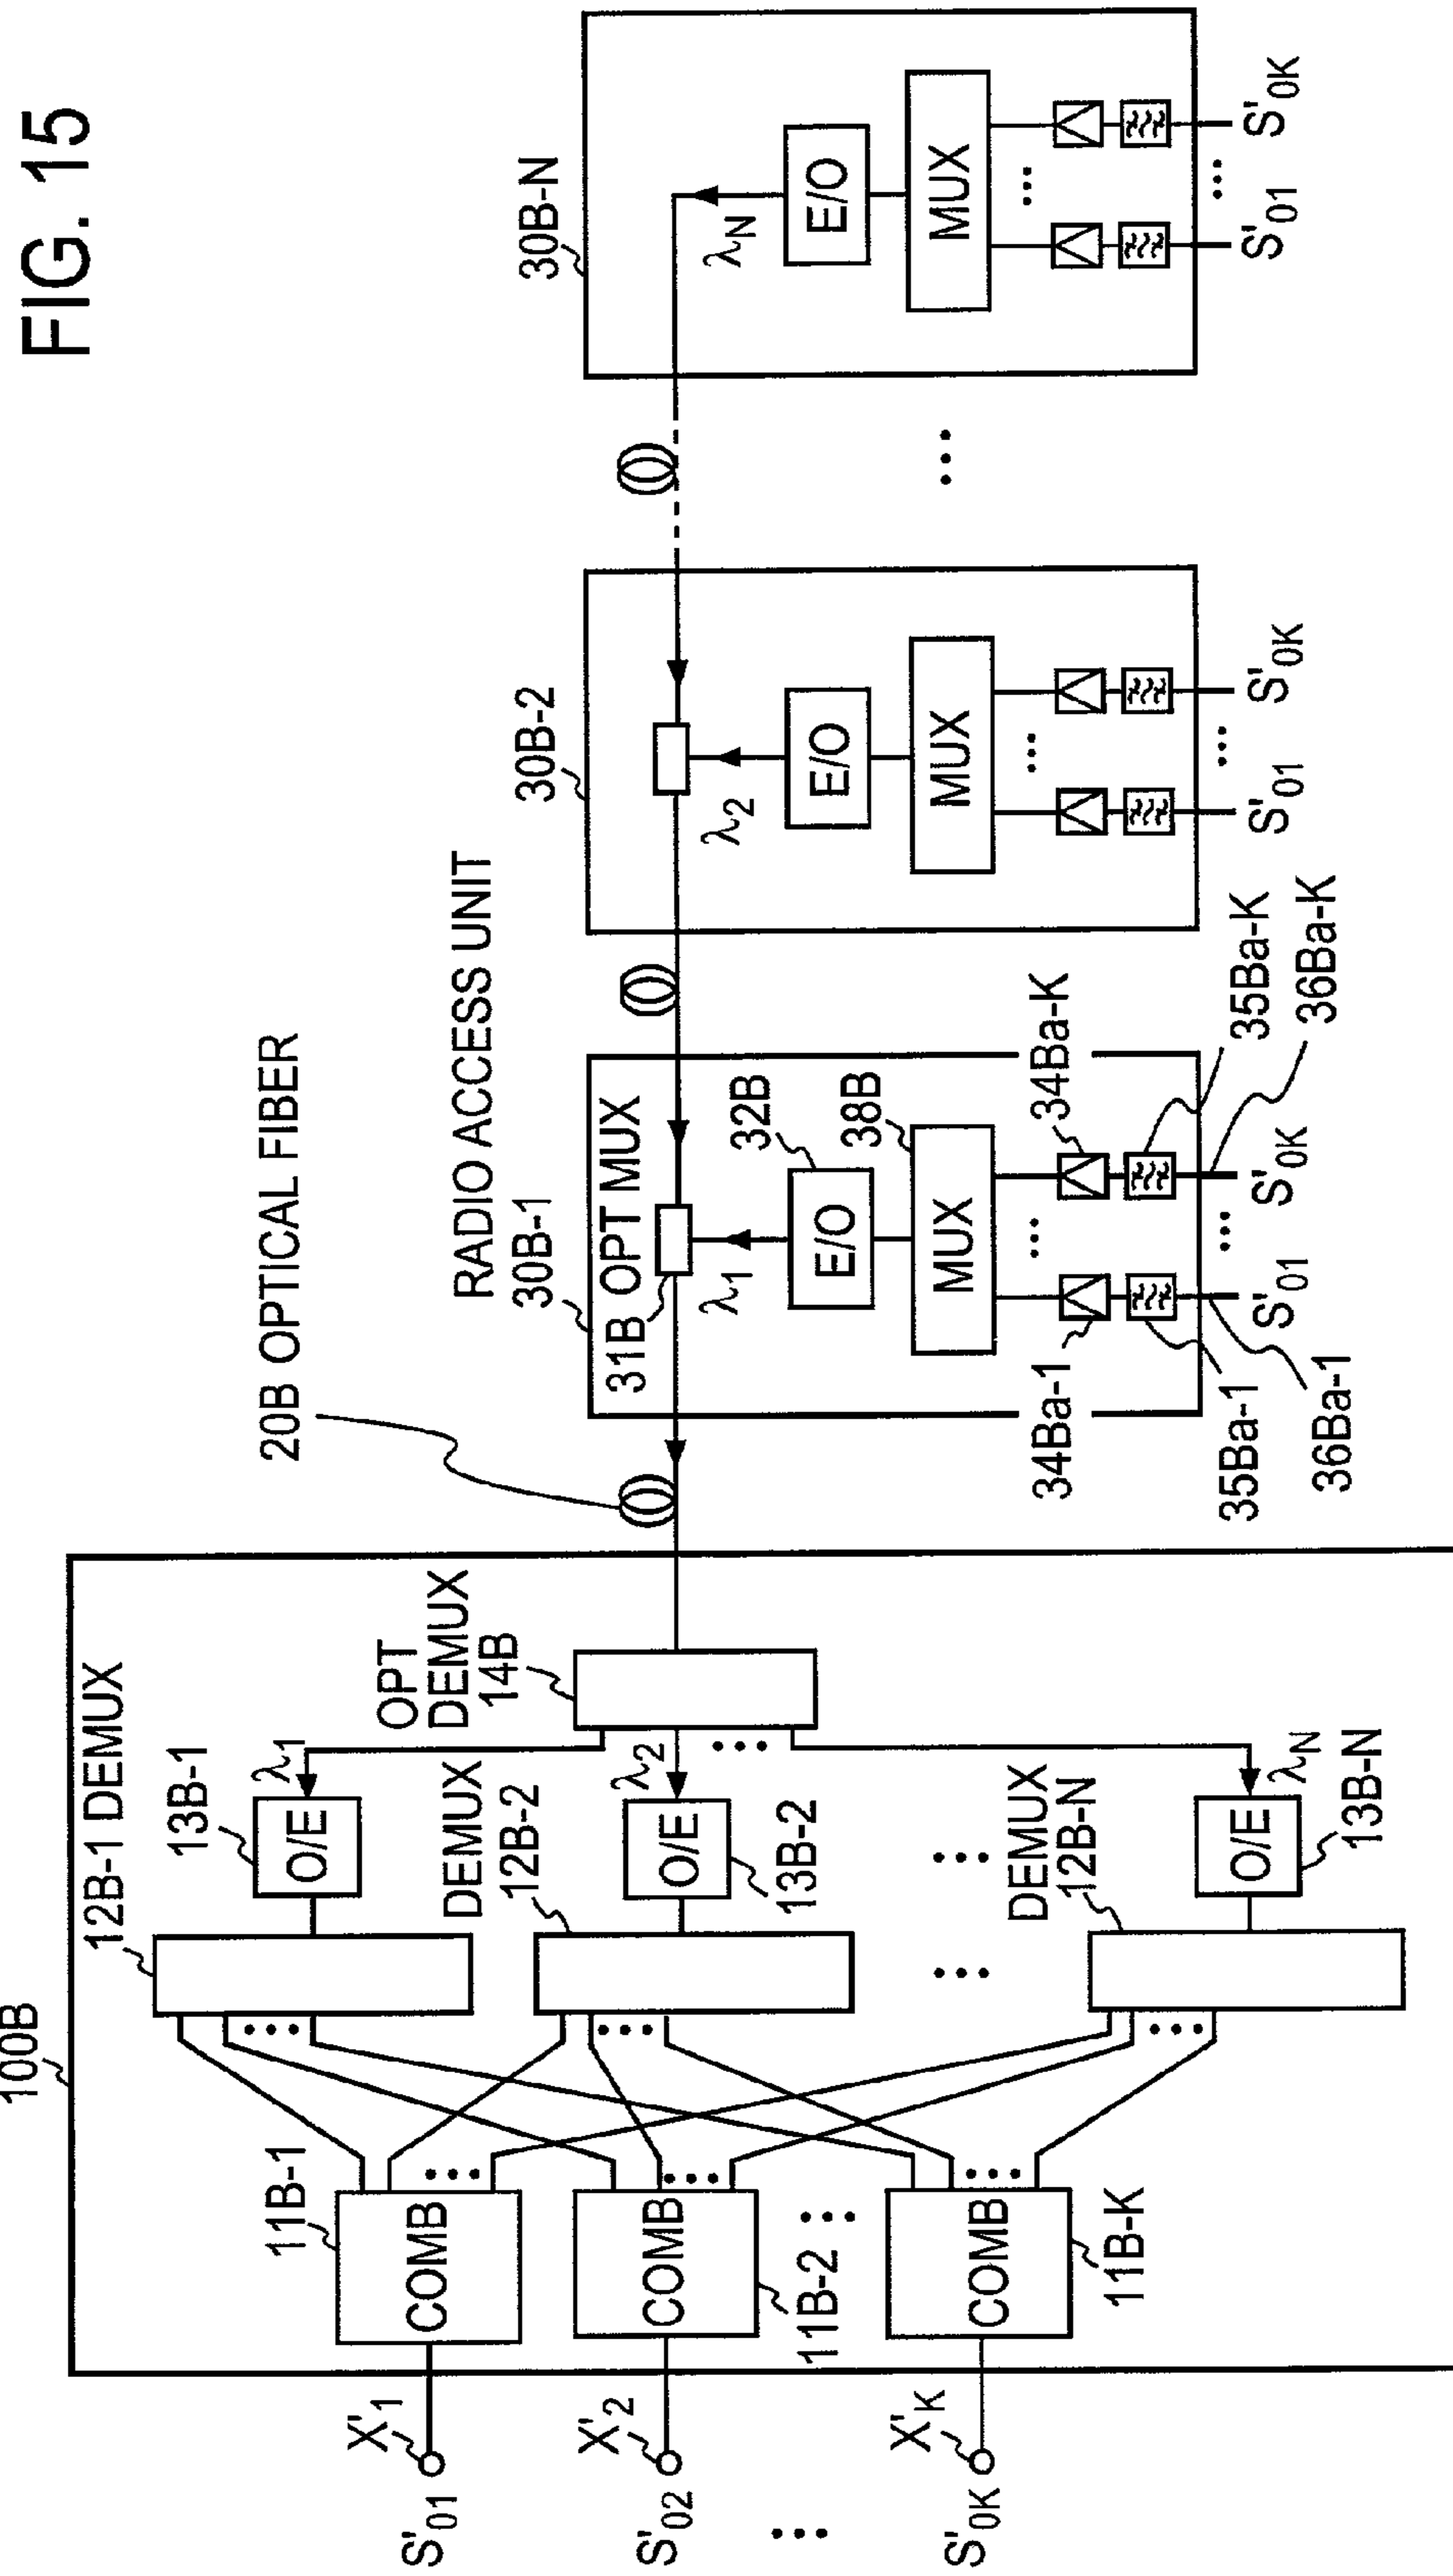 FIG. 15
100B
12B-1 DEMUX
13B-1
λ1
O/E
OPT
DEMUX
14B
DEMUX
12B-2
λ2
O/E
13B-2
DEMUX
12B-N
λN
O/E
13B-N
11B-1
COMB
COMB
11B-2
COMB
11B-K
X'1
S'01
X'2
S'02
X'K
S'0K
20B OPTICAL FIBER
RADIO ACCESS UNIT
30B-1
31B OPT MUX
λ1
32B
E/O
38B
MUX
34Ba-1
34Ba-K
35Ba-1
35Ba-K
36Ba-1
36Ba-K
S'01
S'0K
30B-2
λ2
E/O
MUX
S'01
S'0K
30B-N
λN
E/O
MUX
S'01
S'0K